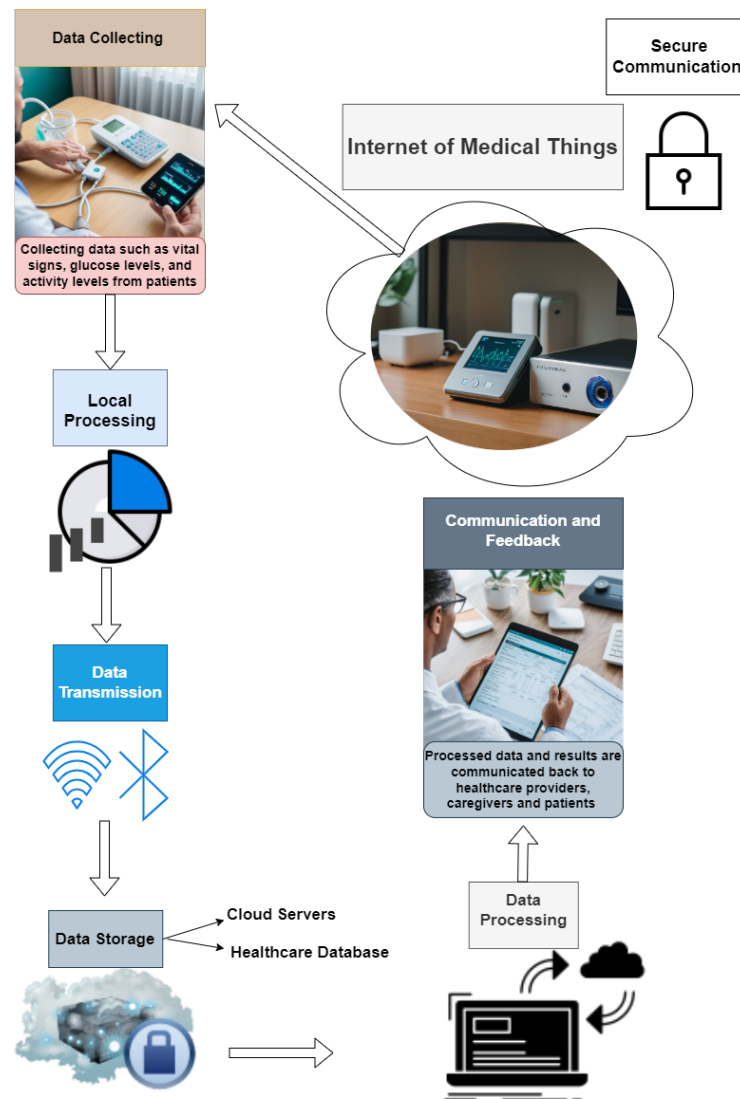 Data Collecting
Secure
Communication
Internet of Medical Things
Collecting data such as vital
signs, glucose levels, and
activity levels from patients
Local
Processing
Communication and
Feedback
Data
Transmission
Processed data and results are
communicated back to
healthcare providers,
caregivers and patients
Data
Processing
Data Storage
Cloud Servers
Healthcare Database